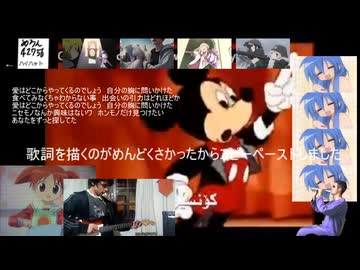 めろん
427号
ハイハット
愛はどこからやってくるのでしょう 自分の胸に問いかけた
食べてみなくちゃわからない事 出会いの引力はどれほどか
愛はどこからやってくるのでしょう 自分の胸に問いかけた
ニセモノなんか興味はないワ ホンモノだけ見つけたい
あなたをずっと探してた
歌詞を描くのがめんどくさかったからコピーペーストしました